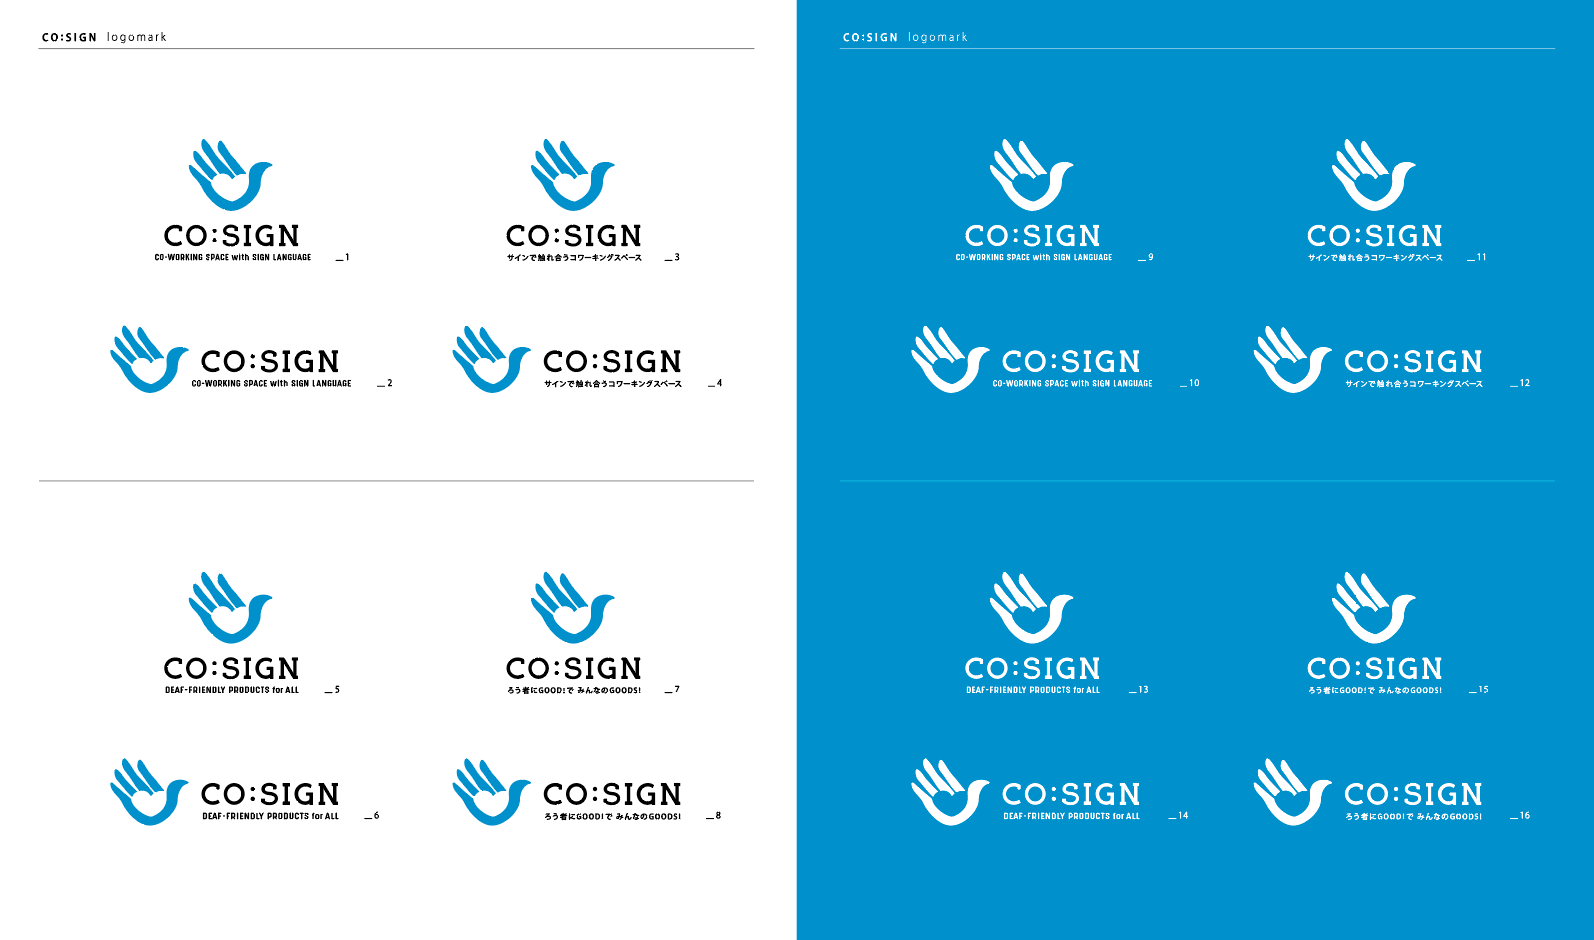 CO:SIGN logomark
CO:SIGN
CO-WORKING SPACE with SIGN LANGUAGE
_1
CO:SIGN
サインで触れ合うコワーキングスペース
_3
CO:SIGN
CO-WORKING SPACE with SIGN LANGUAGE
_2
CO:SIGN
サインで触れ合うコワーキングスペース
_4
CO:SIGN
DEAF-FRIENDLY PRODUCTS for ALL
_5
CO:SIGN
ろう者にGOOD!で みんなのGOODS!
_7
CO:SIGN
DEAF-FRIENDLY PRODUCTS for ALL
_6
CO:SIGN
ろう者にGOOD!で みんなのGOODS!
_8
CO:SIGN logomark
CO:SIGN
CO-WORKING SPACE with SIGN LANGUAGE
_9
CO:SIGN
サインで触れ合うコワーキングスペース
_11
CO:SIGN
CO-WORKING SPACE with SIGN LANGUAGE
_10
CO:SIGN
サインで触れ合うコワーキングスペース
_12
CO:SIGN
DEAF-FRIENDLY PRODUCTS for ALL
_13
CO:SIGN
ろう者にGOOD!で みんなのGOODS!
_15
CO:SIGN
DEAF-FRIENDLY PRODUCTS for ALL
_14
CO:SIGN
ろう者にGOOD!で みんなのGOODS!
_16